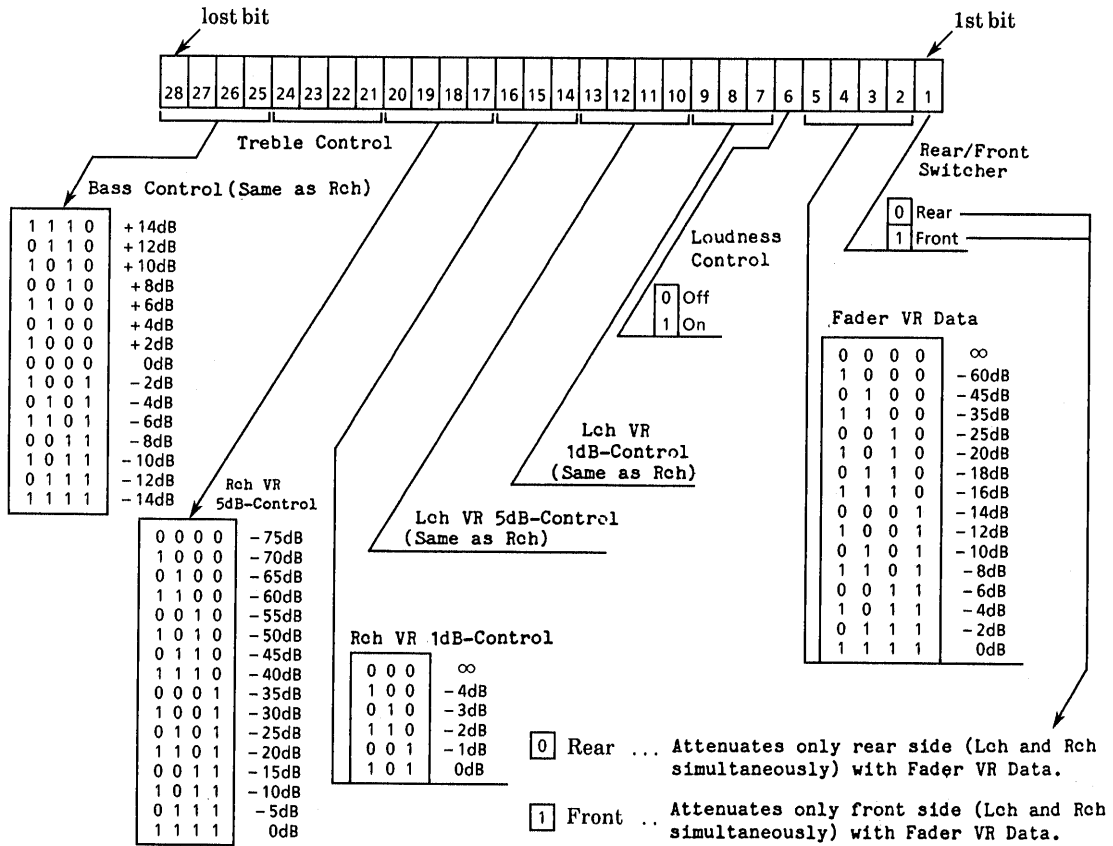 lost bit
1st bit
28 27 26 25 24 23 22 21 20 19 18 17 16 15 14 13 12 11 10 9 8 7 6 5 4 3 2 1
Treble Control
Bass Control (Same as Rch)
1 1 1 0 +14dB
0 1 1 0 +12dB
1 0 1 0 +10dB
0 0 1 0 +8dB
1 1 0 0 +6dB
0 1 0 0 +4dB
1 0 0 0 +2dB
0 0 0 0 0dB
1 0 0 1 -2dB
0 1 0 1 -4dB
1 1 0 1 -6dB
0 0 1 1 -8dB
1 0 1 1 -10dB
0 1 1 1 -12dB
1 1 1 1 -14dB
Rch VR
5dB-Control
0 0 0 0 -75dB
1 0 0 0 -70dB
0 1 0 0 -65dB
1 1 0 0 -60dB
0 0 1 0 -55dB
1 0 1 0 -50dB
0 1 1 0 -45dB
1 1 1 0 -40dB
0 0 0 1 -35dB
1 0 0 1 -30dB
0 1 0 1 -25dB
1 1 0 1 -20dB
0 0 1 1 -15dB
1 0 1 1 -10dB
0 1 1 1 -5dB
1 1 1 1 0dB
Rch VR 1dB-Control
0 0 0 ∞
1 0 0 -4dB
0 1 0 -3dB
1 1 0 -2dB
0 0 1 -1dB
1 0 1 0dB
Lch VR 5dB-Control
(Same as Rch)
Lch VR
1dB-Control
(Same as Rch)
Loudness
Control
0 Off
1 On
Rear/Front
Switcher
0 Rear
1 Front
Fader VR Data
0 0 0 0 ∞
1 0 0 0 -60dB
0 1 0 0 -45dB
1 1 0 0 -35dB
0 0 1 0 -25dB
1 0 1 0 -20dB
0 1 1 0 -18dB
1 1 1 0 -16dB
0 0 0 1 -14dB
1 0 0 1 -12dB
0 1 0 1 -10dB
1 1 0 1 -8dB
0 0 1 1 -6dB
1 0 1 1 -4dB
0 1 1 1 -2dB
1 1 1 1 0dB
0 Rear ... Attenuates only rear side (Lch and Rch
simultaneously) with Fader VR Data.
1 Front .. Attenuates only front side (Lch and Rch
simultaneously) with Fader VR Data.